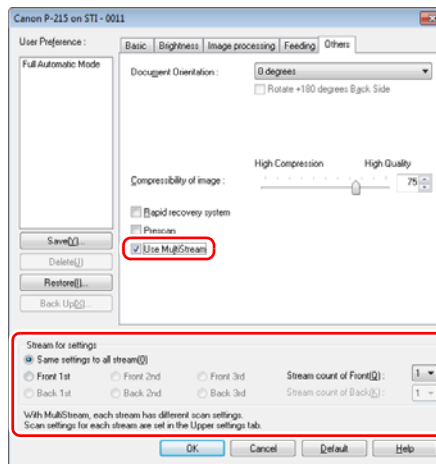 Canon P-215 on STI - 0011
User Preference :
Full Automatic Mode
Save(Y)...
Delete(J)
Restore(I)...
Back Up(X)...
Basic Brightness Image processing Feeding Others
Document Orientation : 0 degrees
Rotate +180 degrees Back Side
High Compression High Quality
Compressibility of image : 75
Rapid recovery system
Prescan
Use MultiStream
Stream for settings
Same settings to all stream(0)
Front 1st Front 2nd Front 3rd Stream count of Front(Q) : 1
Back 1st Back 2nd Back 3rd Stream count of Back(K) : 1
With MultiStream, each stream has different scan settings.
Scan settings for each stream are set in the Upper settings tab.
OK Cancel Default Help